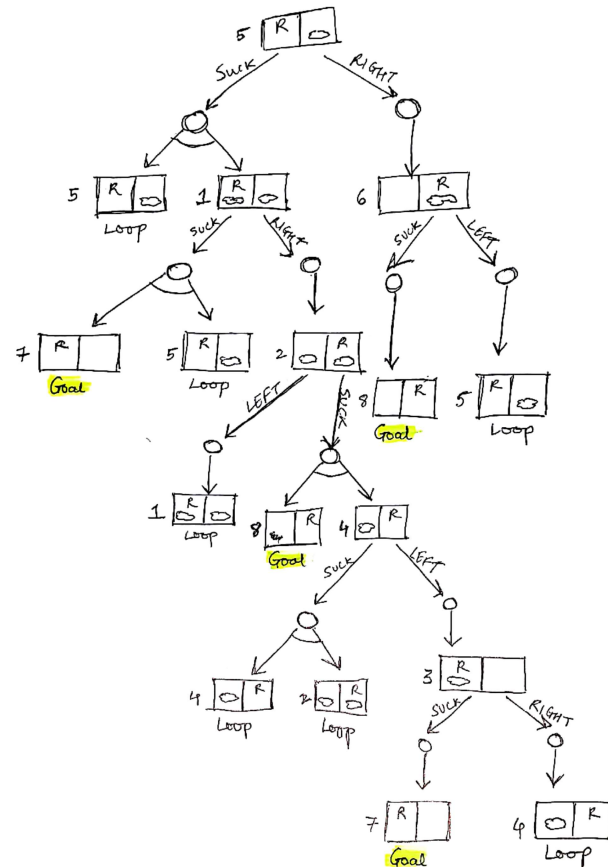 5 R
SUCK RIGHT
5 R 1 R 6 R
Loop
SUCK RIGHT SUCK LEFT
7 R 5 R 2 R
Goal Loop
LEFT SUCK 8 R 5 R
Goal Loop
1 R 8 R 4 R
Loop Goal
SUCK LEFT
4 R 2 R 3 R
Loop Loop
SUCK RIGHT
7 R 4 R
Goal Loop